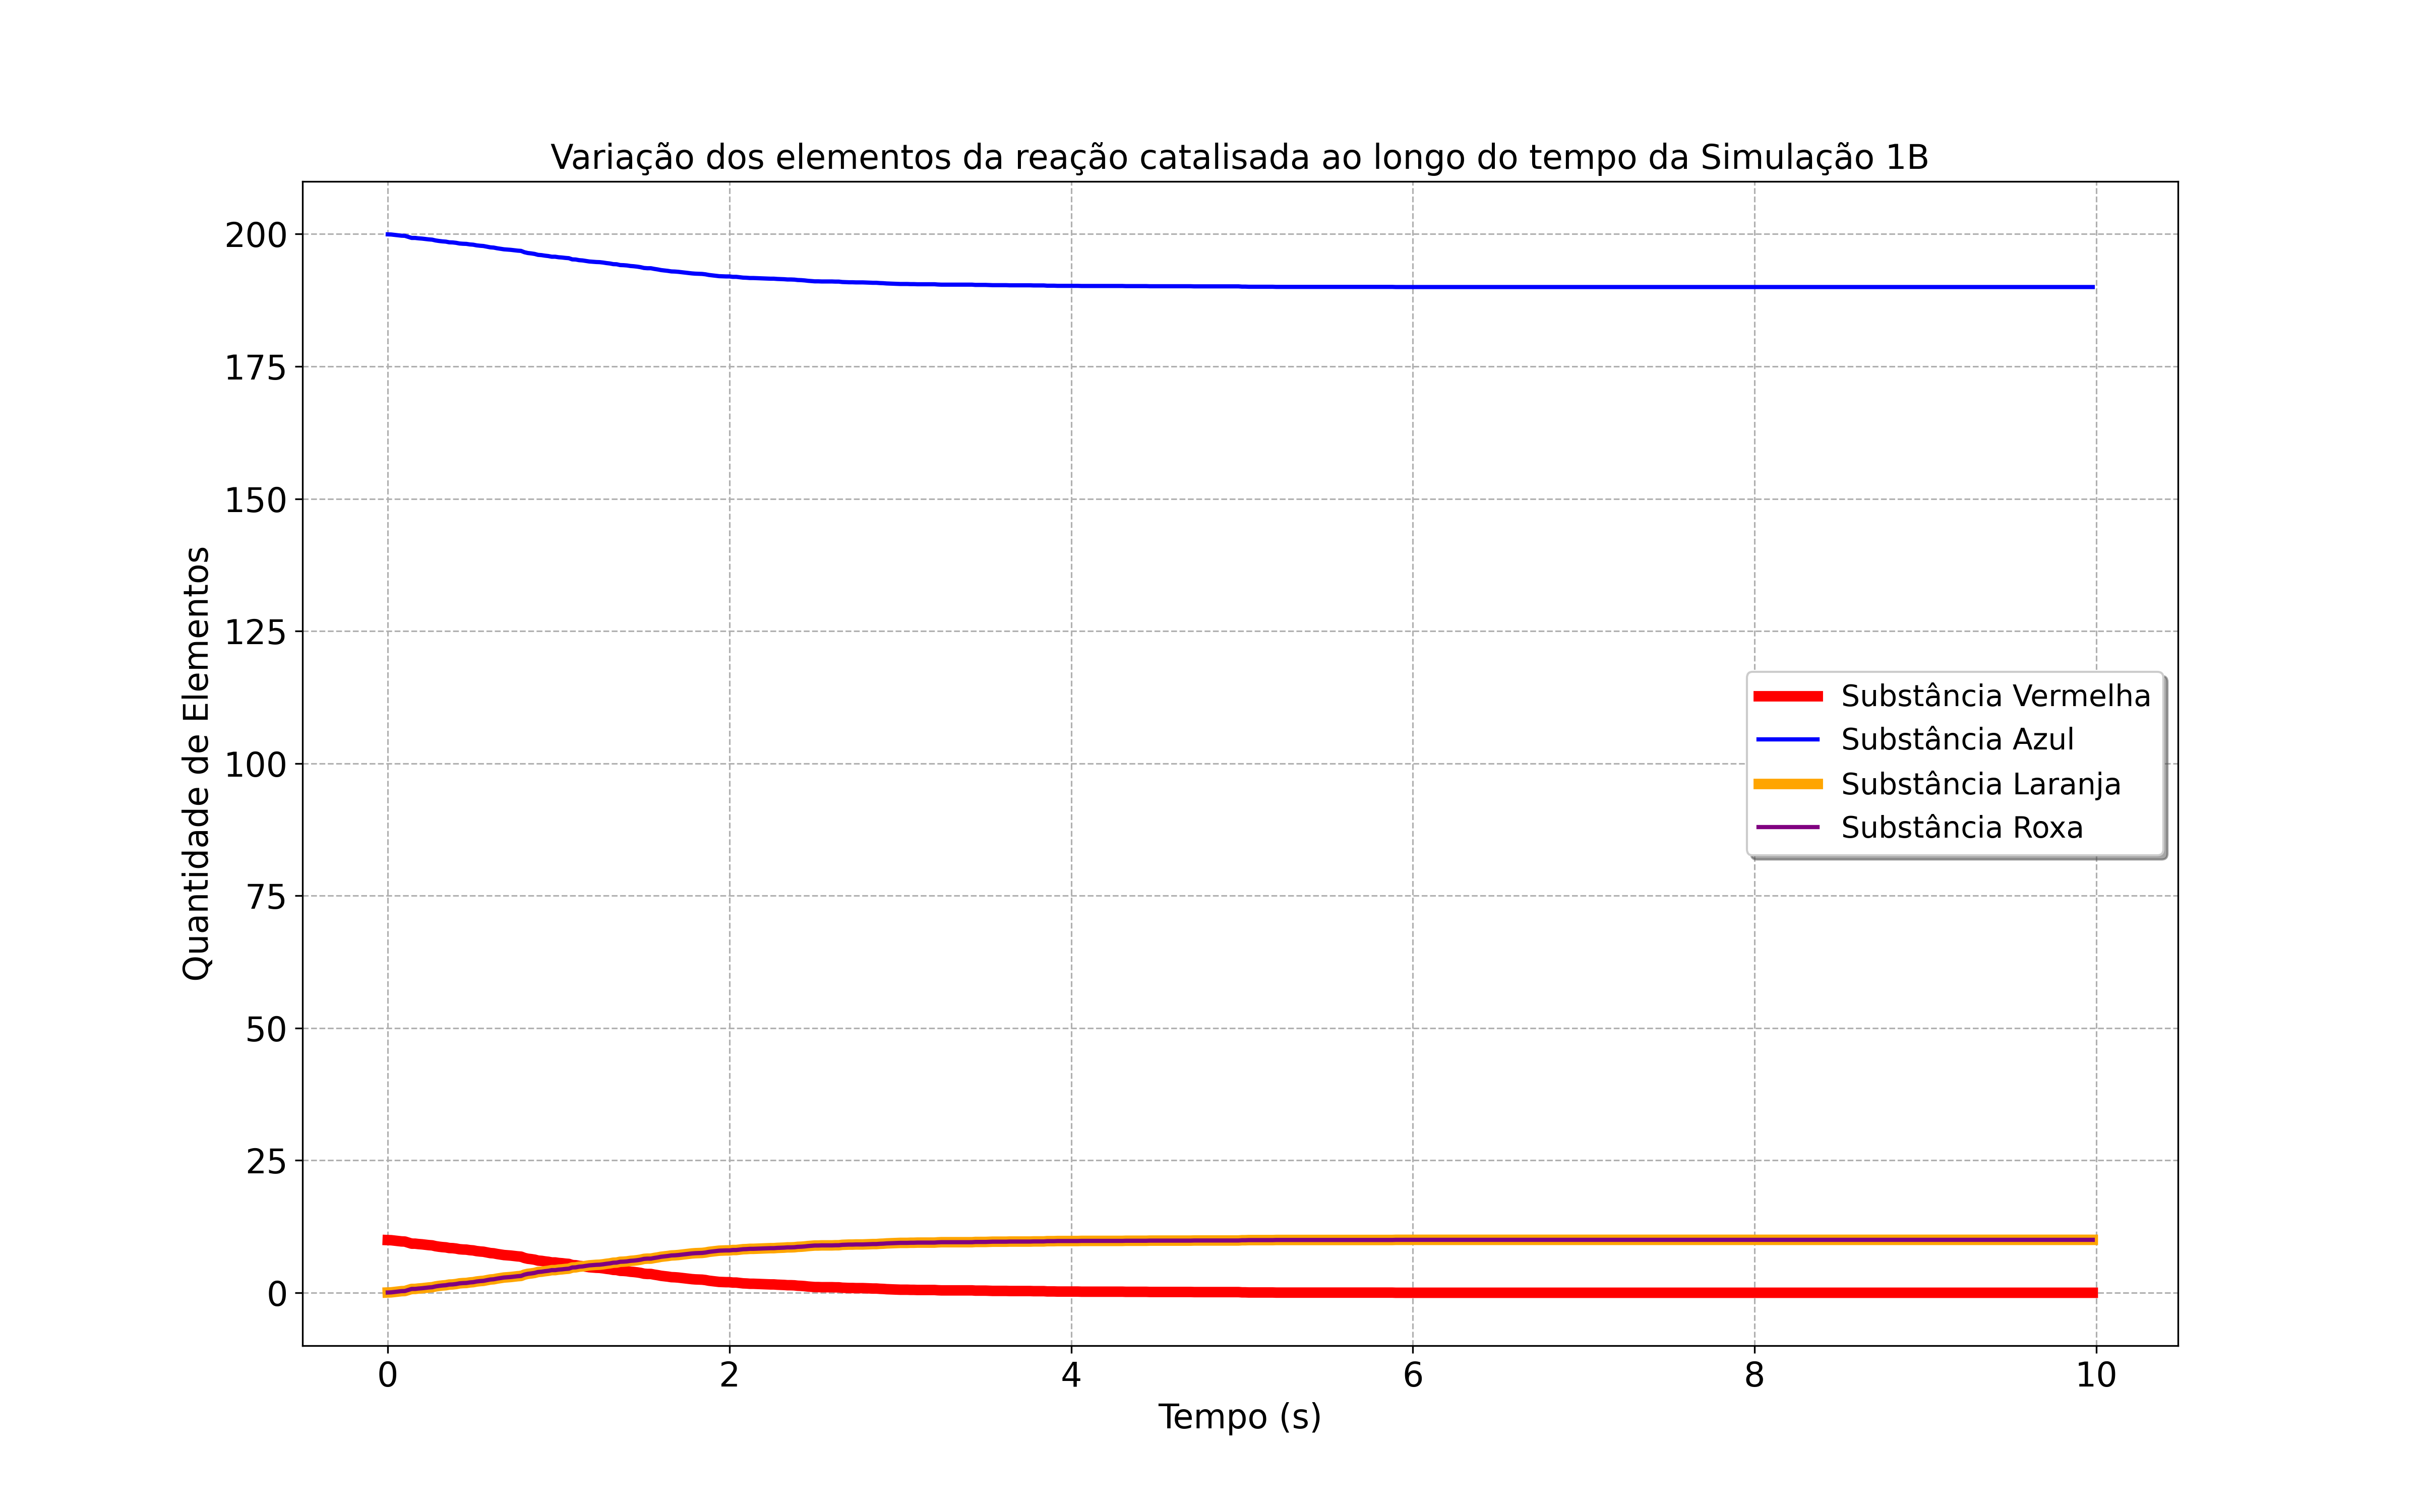 Variação dos elementos da reação catalisada ao longo do tempo da Simulação 1B
200
175
150
125
100
75
50
25
0
Quantidade de Elementos
Substância Vermelha
Substância Azul
Substância Laranja
Substância Roxa
0 2 4 6 8 10
Tempo (s)